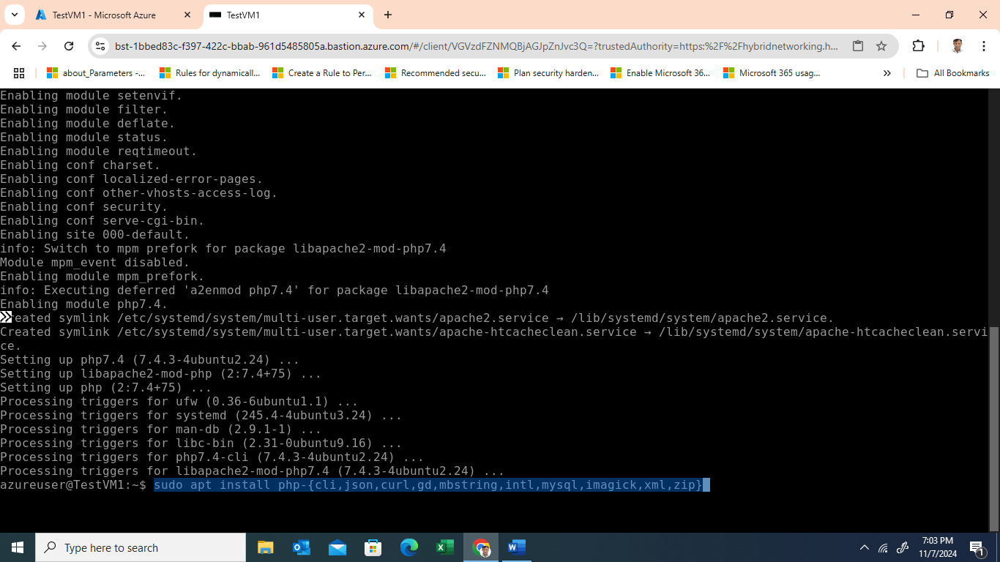 TestVM1 - Microsoft Azure
TestVM1
bst-1bbed83c-f397-422c-bbab-961d5485805a.bastion.azure.com/#/client/VGVzdFZNMQBjAGJpZnJvc3Q=?trustedAuthority=https:%2F%2Fhybridnetworking.h...
about_Parameters -...
Rules for dynamicall...
Create a Rule to Per...
Recommended secu...
Plan security harden...
Enable Microsoft 36...
Microsoft 365 usag...
All Bookmarks
Enabling module setenvif.
Enabling module filter.
Enabling module deflate.
Enabling module status.
Enabling module reqtimeout.
Enabling conf charset.
Enabling conf localized-error-pages.
Enabling conf other-vhosts-access-log.
Enabling conf security.
Enabling conf serve-cgi-bin.
Enabling site 000-default.
info: Switch to mpm prefork for package libapache2-mod-php7.4
Module mpm_event disabled.
Enabling module mpm_prefork.
info: Executing deferred 'a2enmod php7.4' for package libapache2-mod-php7.4
Enabling module php7.4.
reated symlink /etc/systemd/system/multi-user.target.wants/apache2.service → /lib/systemd/system/apache2.service.
Created symlink /etc/systemd/system/multi-user.target.wants/apache-htcacheclean.service → /lib/systemd/system/apache-htcacheclean.servi
ce.
Setting up php7.4 (7.4.3-4ubuntu2.24) ...
Setting up libapache2-mod-php (2:7.4+75) ...
Setting up php (2:7.4+75) ...
Processing triggers for ufw (0.36-6ubuntu1.1) ...
Processing triggers for systemd (245.4-4ubuntu3.24) ...
Processing triggers for man-db (2.9.1-1) ...
Processing triggers for libc-bin (2.31-0ubuntu9.16) ...
Processing triggers for php7.4-cli (7.4.3-4ubuntu2.24) ...
Processing triggers for libapache2-mod-php7.4 (7.4.3-4ubuntu2.24) ...
azureuser@TestVM1:~$ sudo apt install php-{cli,json,curl,gd,mbstring,intl,mysql,imagick,xml,zip}
Type here to search
7:03 PM
11/7/2024
1